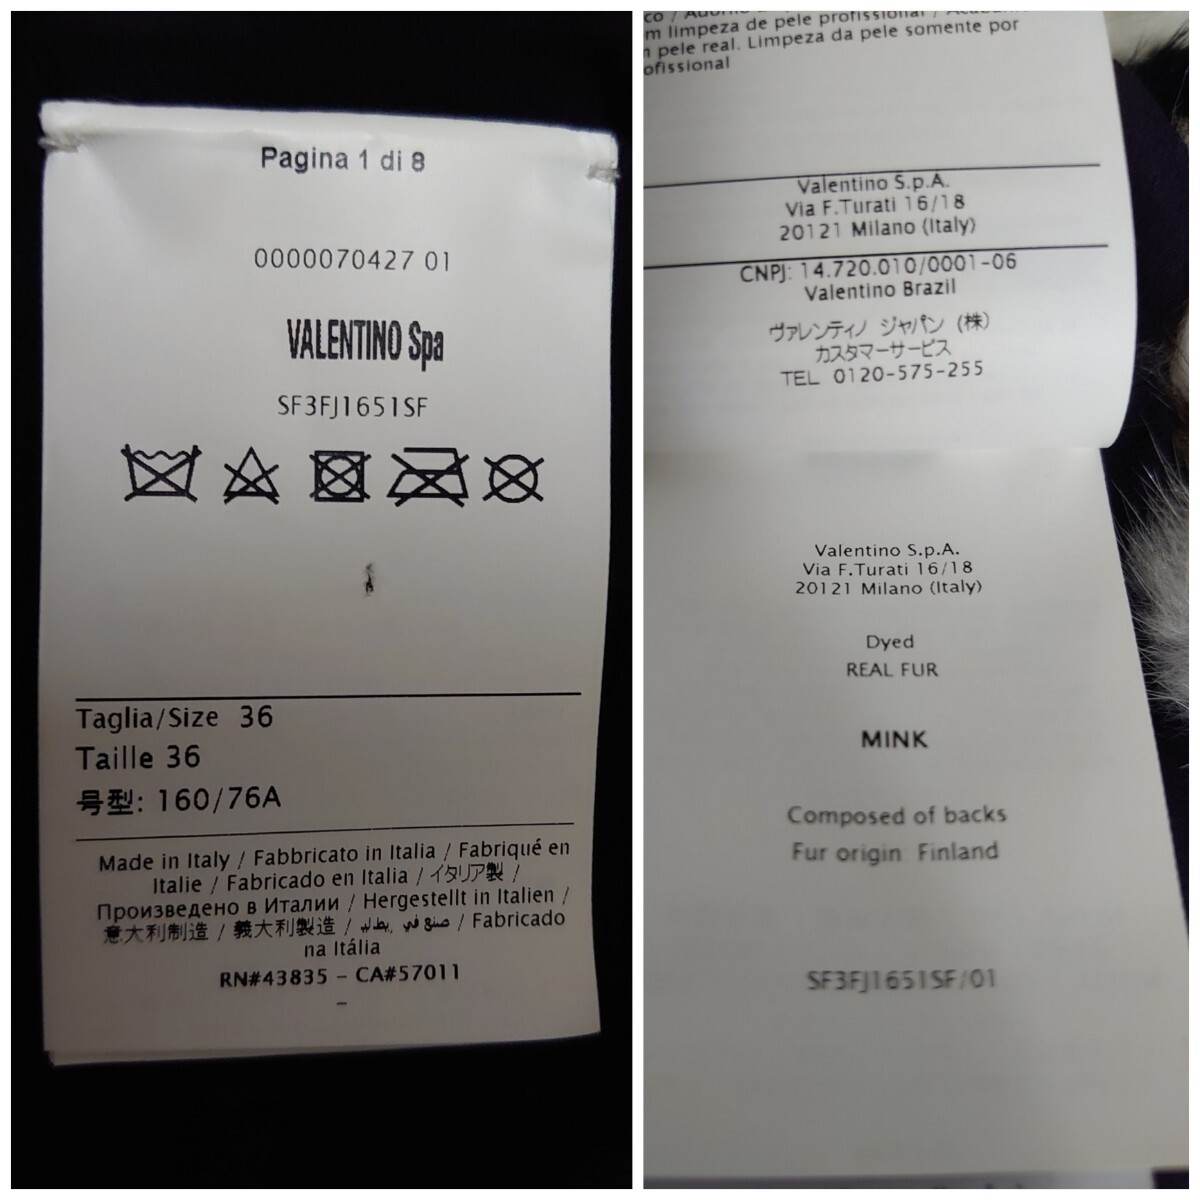 Pagina 1 di 8
0000070427 01
VALENTINO Spa
SF3FJ1651SF
Taglia/Size 36
Taille 36
号型: 160/76A
Made in Italy / Fabbricato in Italia / Fabriqué en
Italie / Fabricado en Italia / イタリア製 /
Произведено в Италии / Hergestellt in Italien /
意大利制造 / 義大利製造 / صنع في / Fabricado
na Itália
RN#43835 - CA#57011
-
co /
m limpeza de pele profissional /
pele real. Limpeza da pele somente por
ofissional
Valentino S.p.A.
Via F.Turati 16/18
20121 Milano (Italy)
CNPJ: 14.720.010/0001-06
Valentino Brazil
ヴァレンティノ ジャパン (株)
カスタマーサービス
TEL 0120-575-255
Valentino S.p.A.
Via F.Turati 16/18
20121 Milano (Italy)
Dyed
REAL FUR
MINK
Composed of backs
Fur origin Finland
SF3FJ1651SF/01